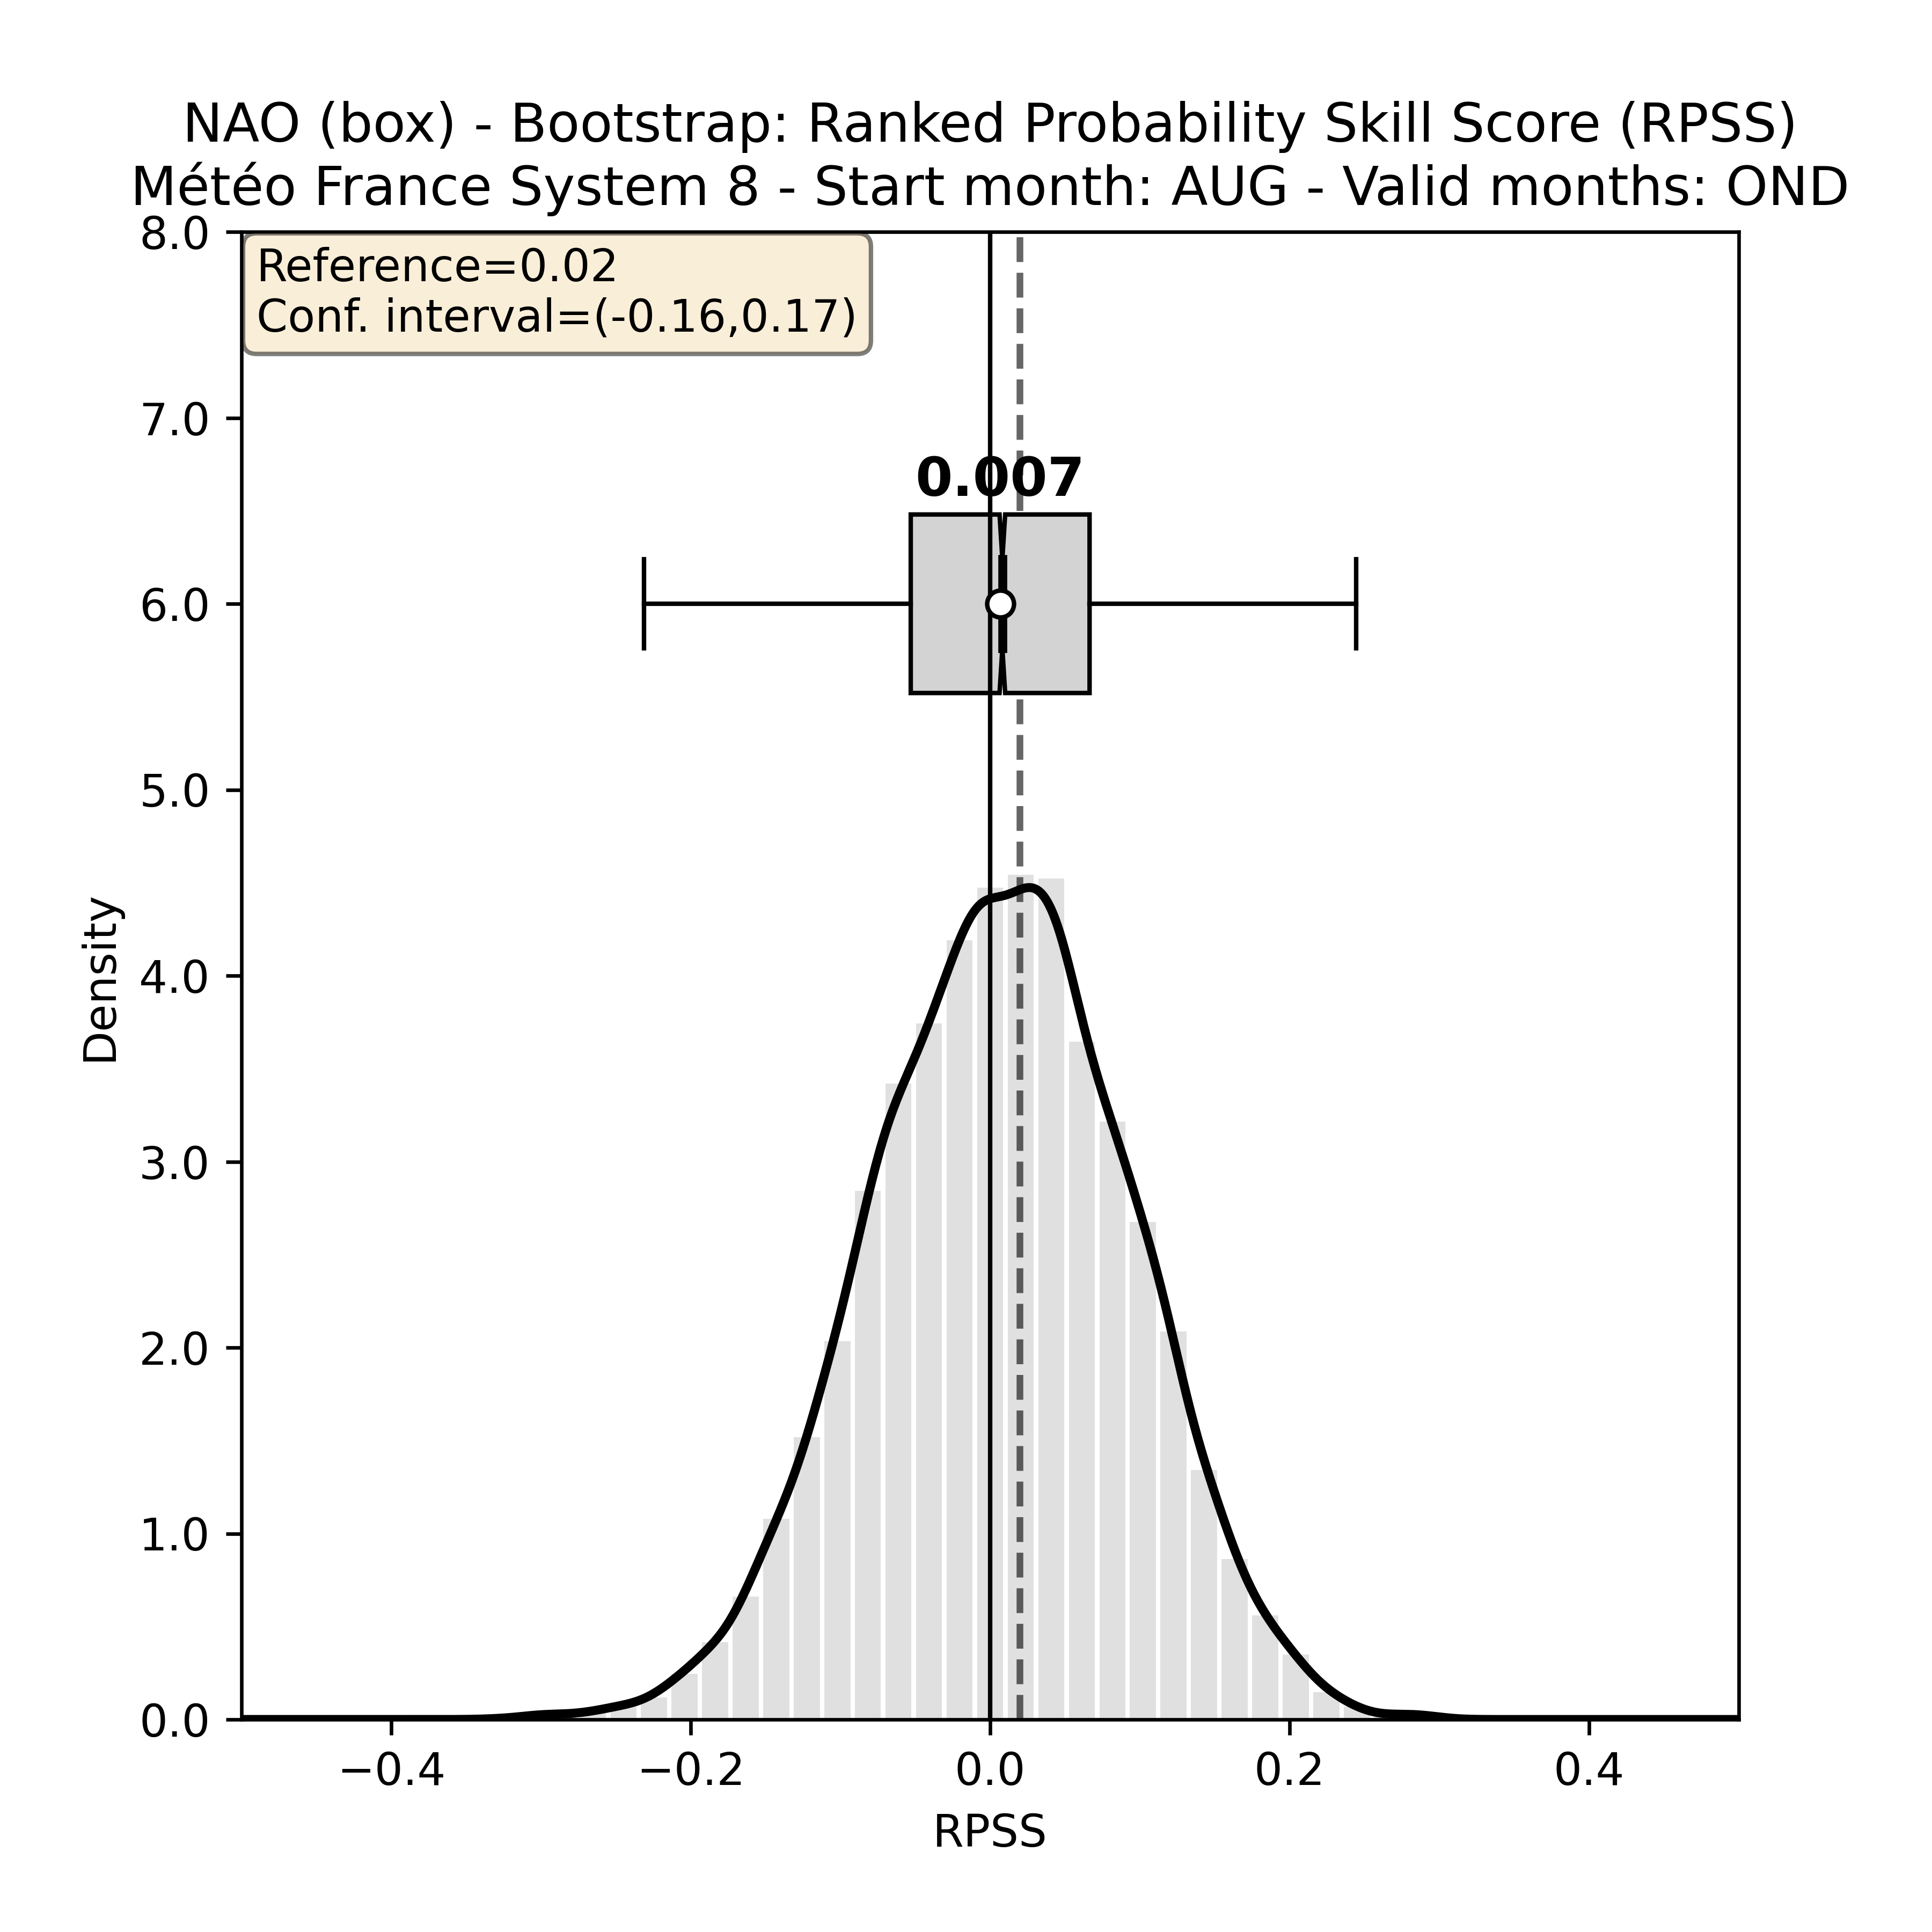 NAO (box) - Bootstrap: Ranked Probability Skill Score (RPSS)
Météo France System 8 - Start month: AUG - Valid months: OND
Reference=0.02
Conf. interval=(-0.16,0.17)
0.007
8.0
7.0
6.0
5.0
4.0
3.0
2.0
1.0
0.0
Density
−0.4 −0.2 0.0 0.2 0.4
RPSS